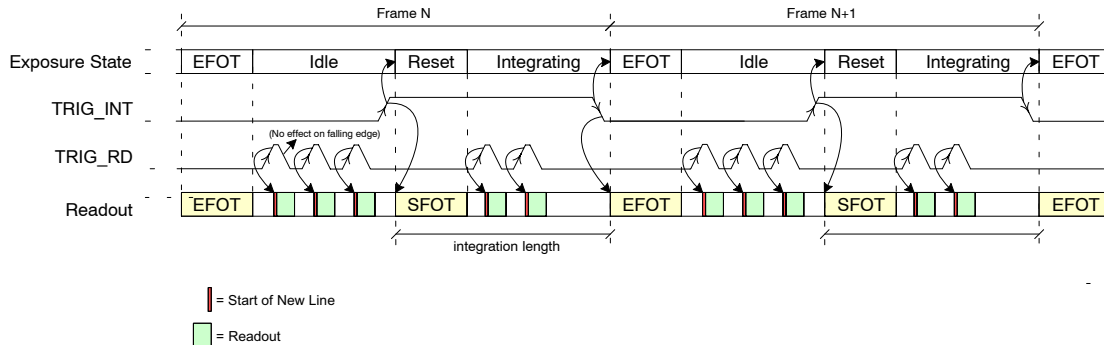 Frame N
Frame N+1
Exposure State
EFOT
Idle
Reset
Integrating
EFOT
Idle
Reset
Integrating
EFOT
TRIG_INT
(No effect on falling edge)
TRIG_RD
Readout
EFOT
SFOT
EFOT
SFOT
EFOT
integration length
= Start of New Line
= Readout